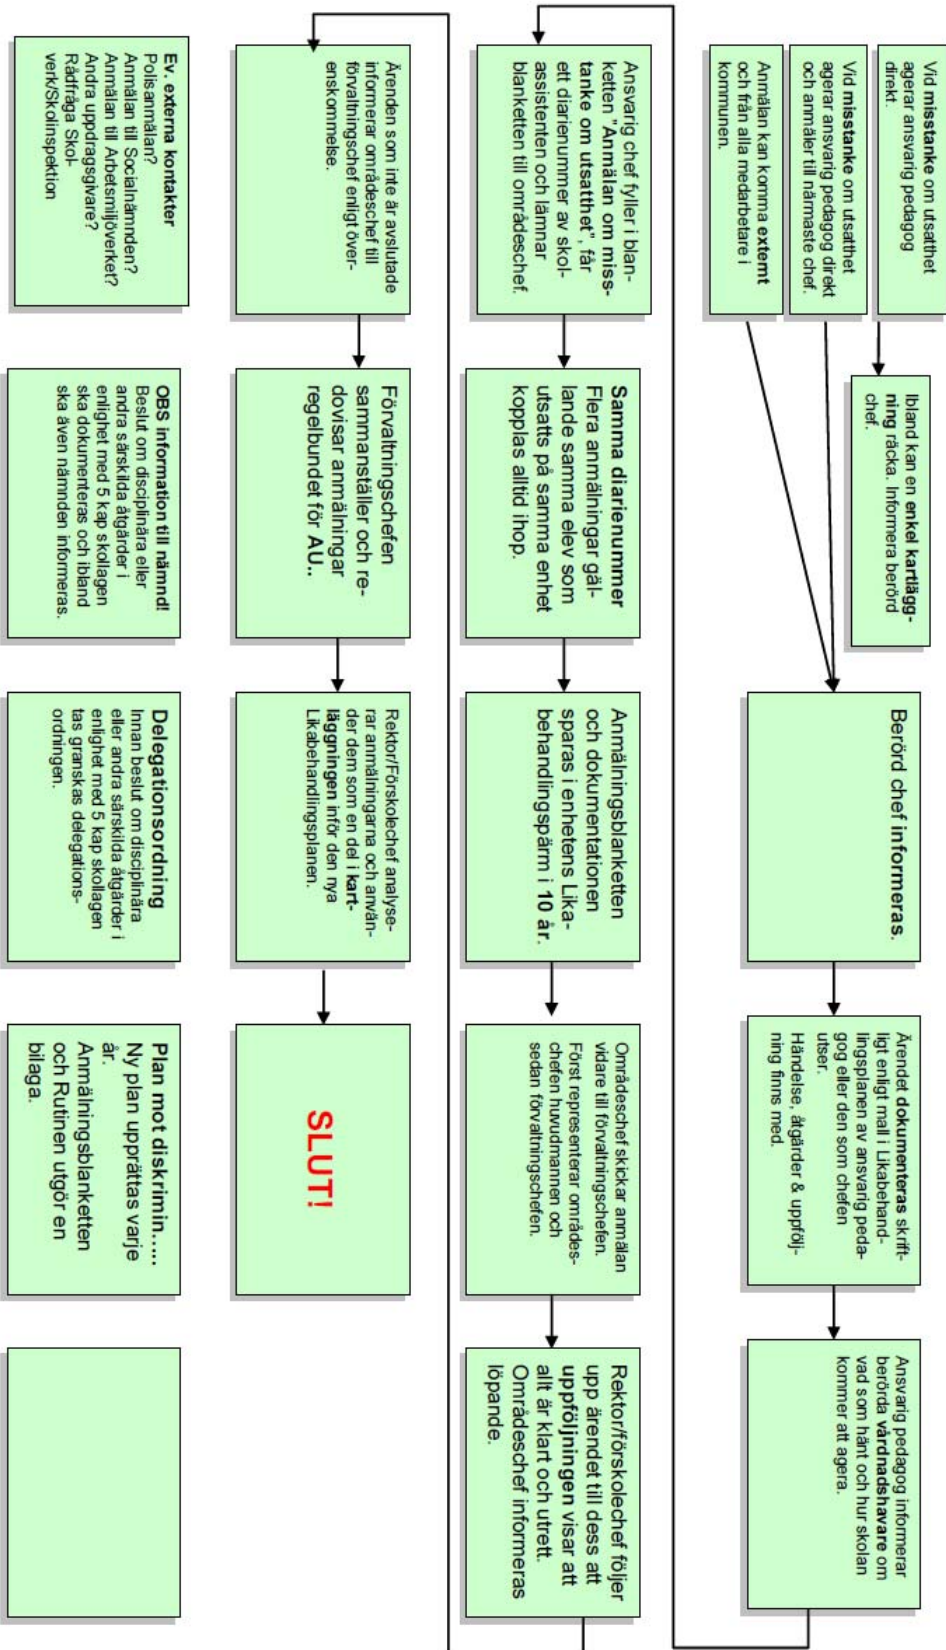 Vid misstanke om utsatthet
agerar ansvarig pedagog
direkt.
Ibland kan en enkel kartlägg-
ning räcka. Informera berörd
chef.
Vid misstanke om utsatthet
agerar ansvarig pedagog direkt
och anmäler till närmaste chef.
Anmälan kan komma externt
och från alla medarbetare i
kommunen.
Berörd chef informeras.
Ärendet dokumenteras skrift-
ligt enligt mall i Likabehand-
lingsplanen av ansvarig peda-
gog eller den som chefen
utser.
Händelse, åtgärder & uppfölj-
ning finns med.
Ansvarig pedagog informerar
berörda vårdnadshavare om
vad som hänt och hur skolan
kommer att agera.
Ansvarig chef fyller i blan-
ketten "Anmälan om miss-
tanke om utsatthet", får
ett diarienummer av skol-
assistenten och lämnar
blanketten till områdeschef.
Samma diarienummer
Flera anmälningar gäl-
lande samma elev som
utsatts på samma enhet
kopplas alltid ihop.
Anmälningsblanketten
och dokumentationen
sparas i enhetens Lika-
behandlingspärm i 10 år.
Områdeschef skickar anmälan
vidare till förvaltningschefen.
Först representerar områdes-
chefen huvudmannen och
sedan förvaltningschefen.
Rektor/förskolechef följer
upp ärendet till dess att
uppföljningen visar att
allt är klart och utrett.
Områdeschef informeras
löpande.
Ärenden som inte är avslutade
informerar områdeschef till
förvaltningschef enligt över-
enskommelse.
Förvaltningschefen
sammanställer och re-
dovisar anmälningar
regelbundet för AU..
Rektor/Förskolechef analyse-
rar anmälningarna och använ-
der dem som en del i kart-
läggningen inför den nya
Likabehandlingsplanen.
SLUT!
Ev. externa kontakter
Polisanmälan?
Anmälan till Socialnämnden?
Anmälan till Arbetsmiljöverket?
Andra uppdragsgivare?
Rådfråga Skol-
verk/Skolinspektion
OBS information till nämnd!
Beslut om disciplinära eller
andra särskilda åtgärder i
enlighet med 5 kap skollagen
ska dokumenteras och ibland
ska även nämnden informeras.
Delegationsordning
Innan beslut om disciplinära
eller andra särskilda åtgärder i
enlighet med 5 kap skollagen
tas granskas delegations-
ordningen.
Plan mot diskrimin.....
Ny plan upprättas varje
år.
Anmälningsblanketten
och Rutinen utgör en
bilaga.